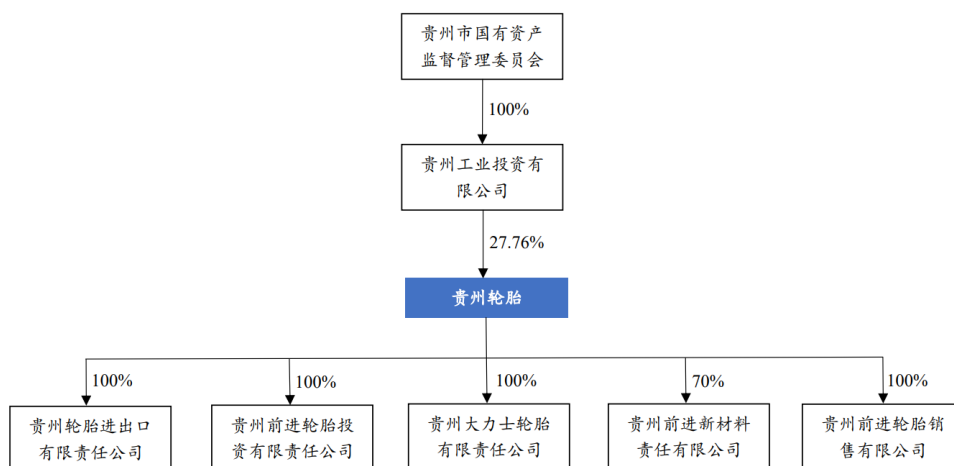 贵州市国有资产
监督管理委员会
100%
贵州工业投资有
限公司
27.76%
贵州轮胎
100%
100%
100%
70%
100%
贵州轮胎进出口
有限责任公司
贵州前进轮胎投
资有限责任公司
贵州大力士轮胎
有限责任公司
贵州前进新材料
责任有限公司
贵州前进轮胎销
售有限公司